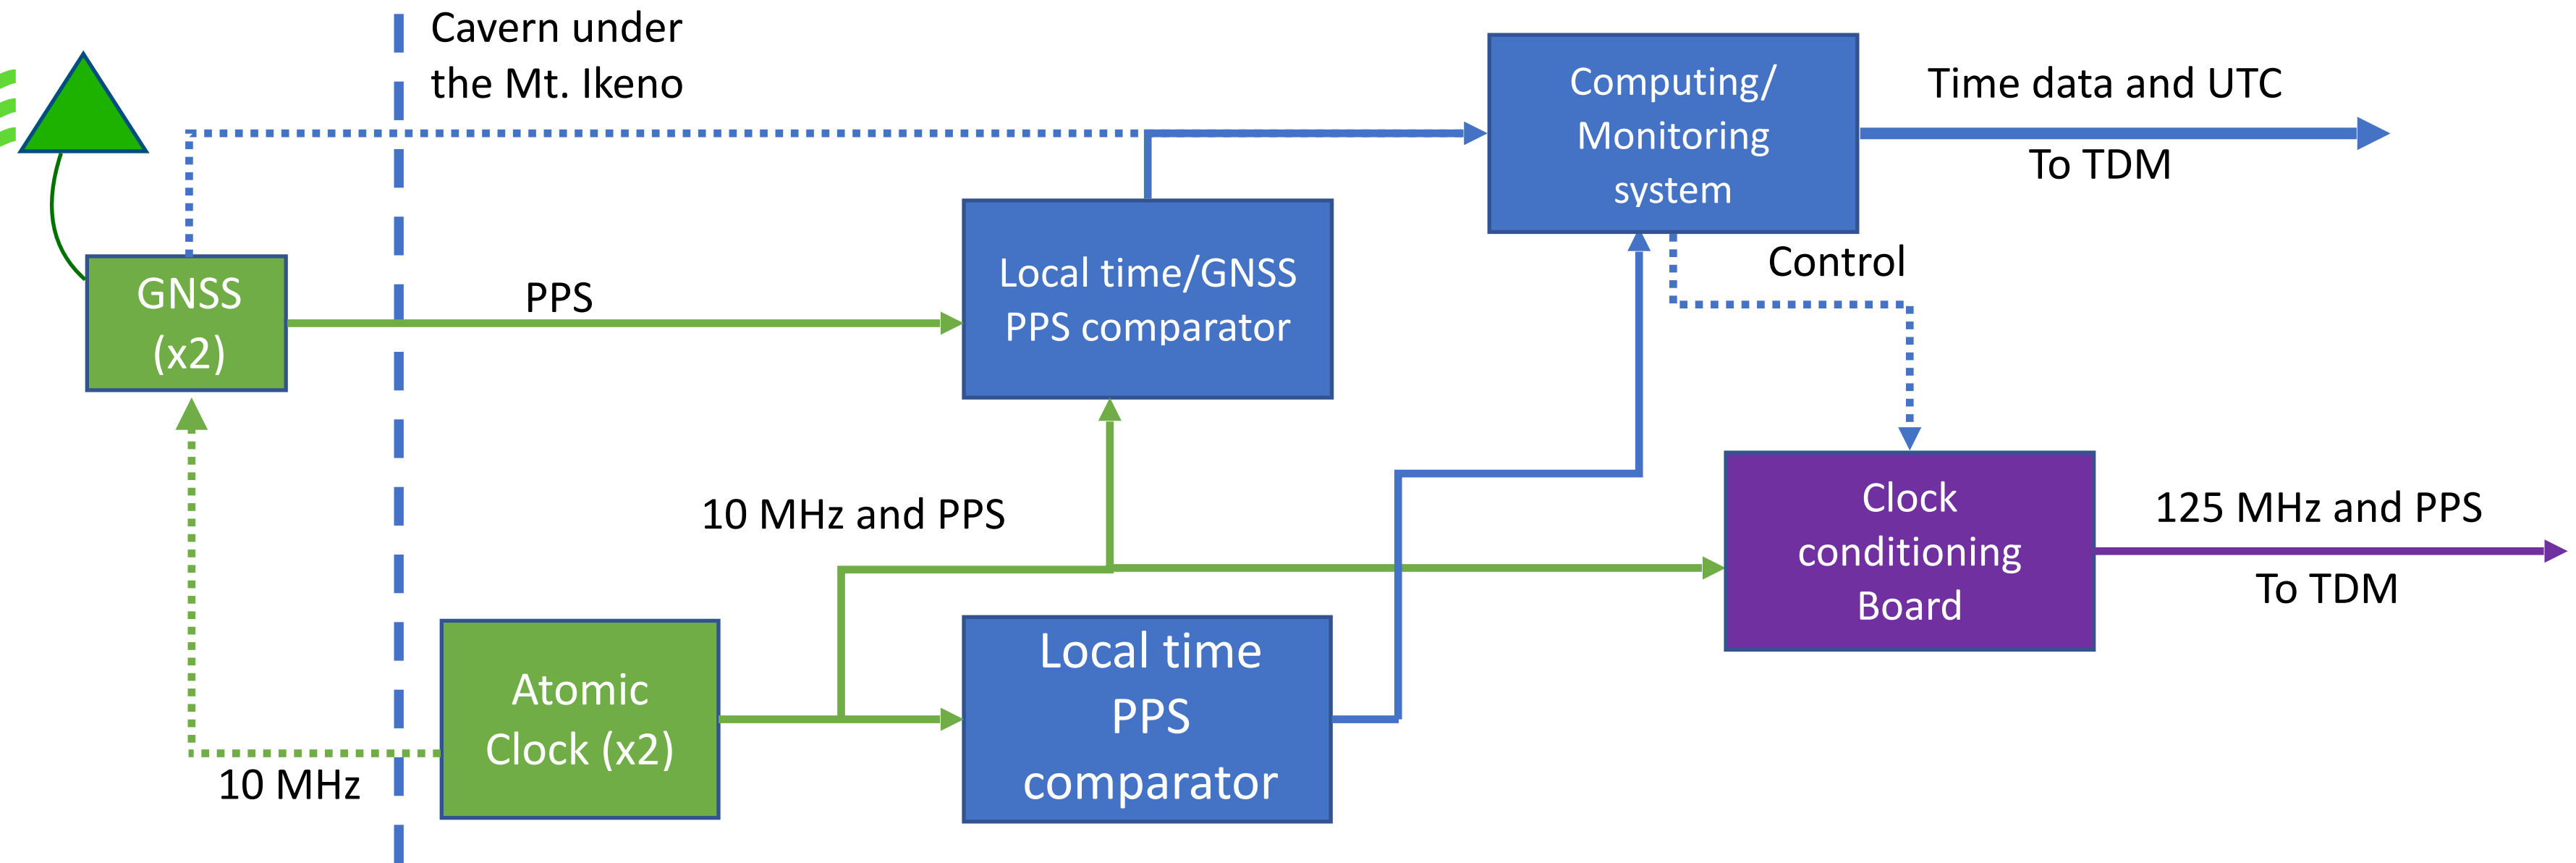 Cavern under
the Mt. Ikeno
Computing/
Monitoring
system
Time data and UTC
To TDM
GNSS
(x2)
PPS
Local time/GNSS
PPS comparator
Control
10 MHz and PPS
Clock
conditioning
Board
125 MHz and PPS
To TDM
Atomic
Clock (x2)
Local time
PPS
comparator
10 MHz